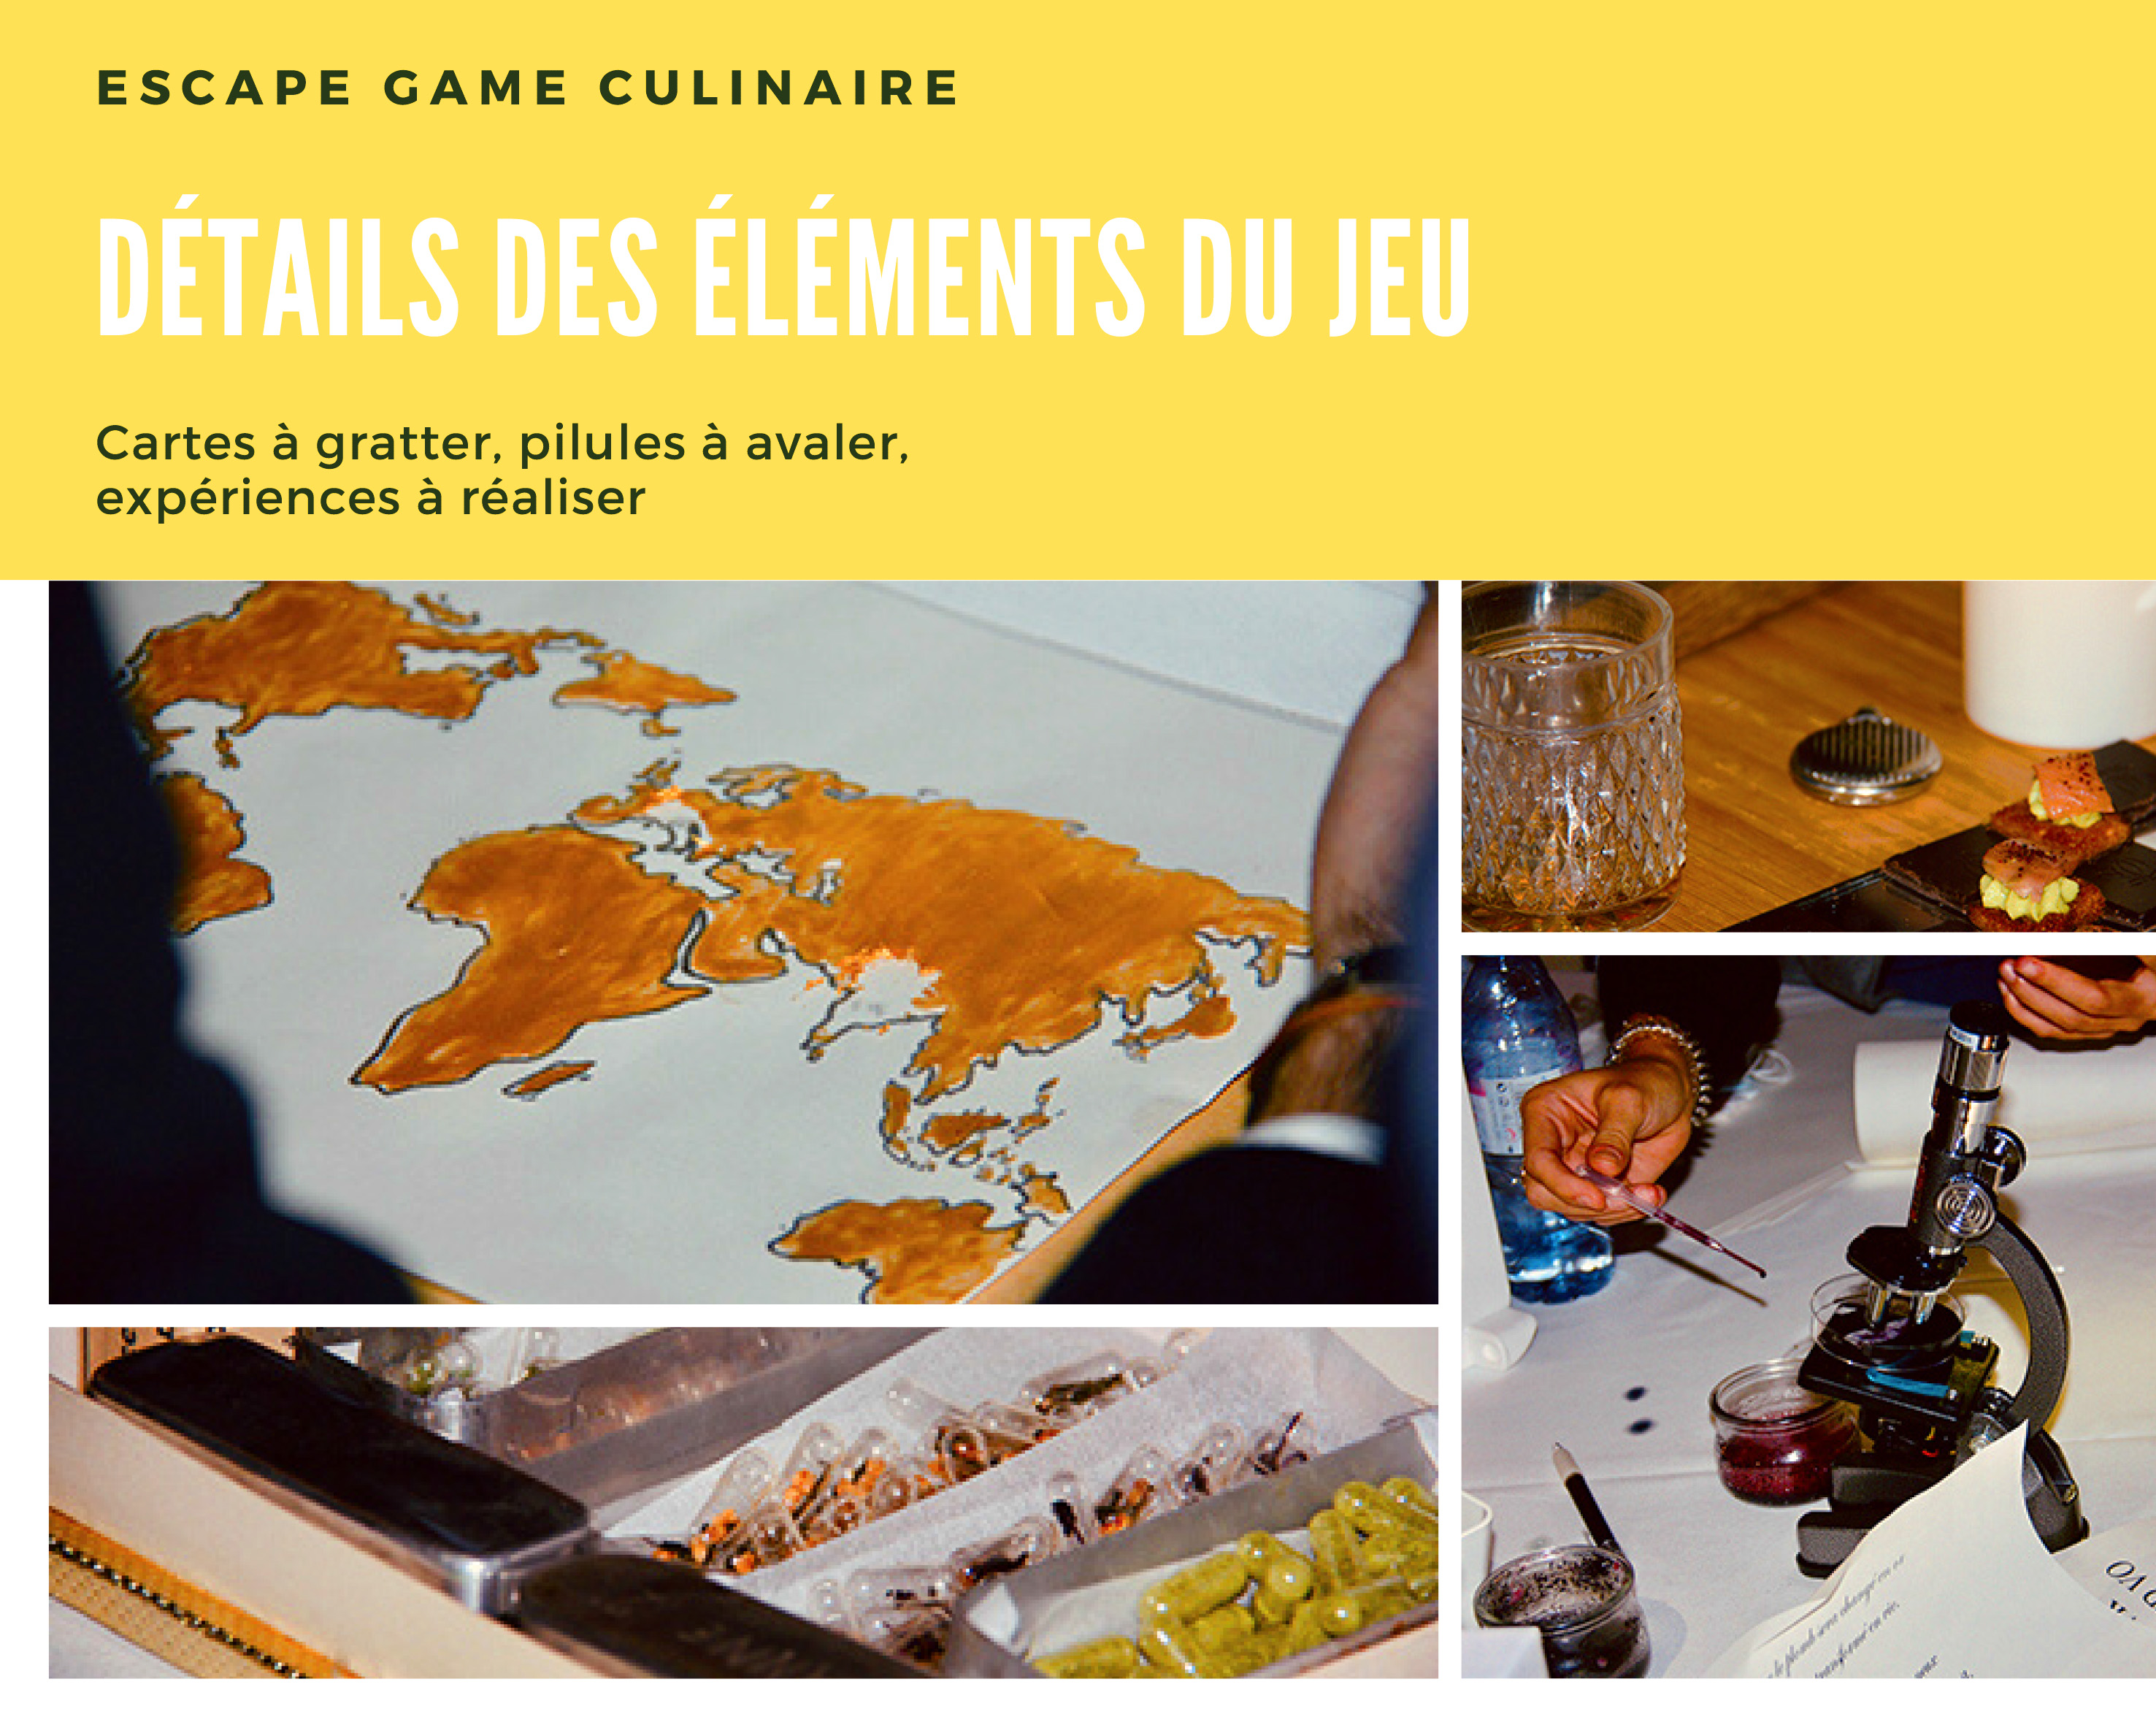 ESCAPE GAME CULINAIRE
DÉTAILS DES ÉLÉMENTS DU JEU
Cartes à gratter, pilules à avaler,
expériences à réaliser